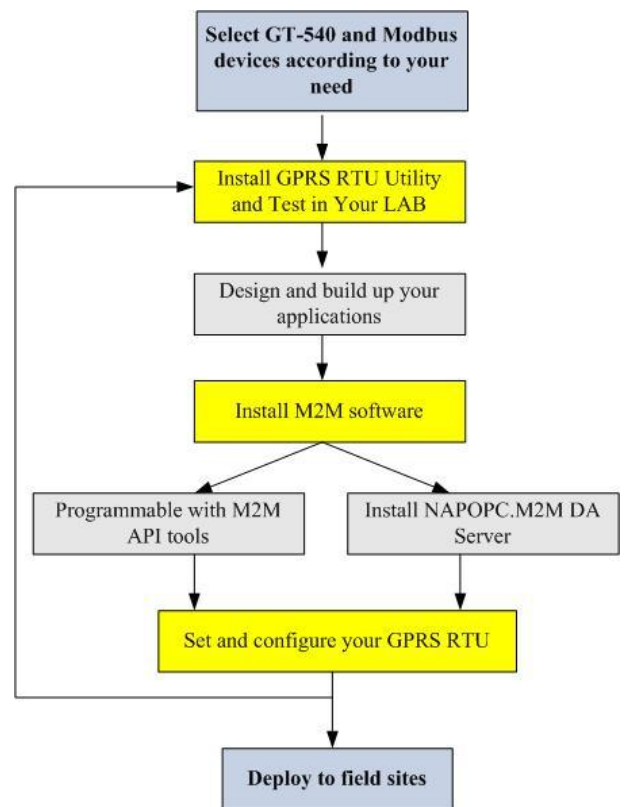 Select GT-540 and Modbus
devices according to your
need
Install GPRS RTU Utility
and Test in Your LAB
Design and build up your
applications
Install M2M software
Programmable with M2M
API tools
Install NAPOPC.M2M DA
Server
Set and configure your GPRS RTU
Deploy to field sites